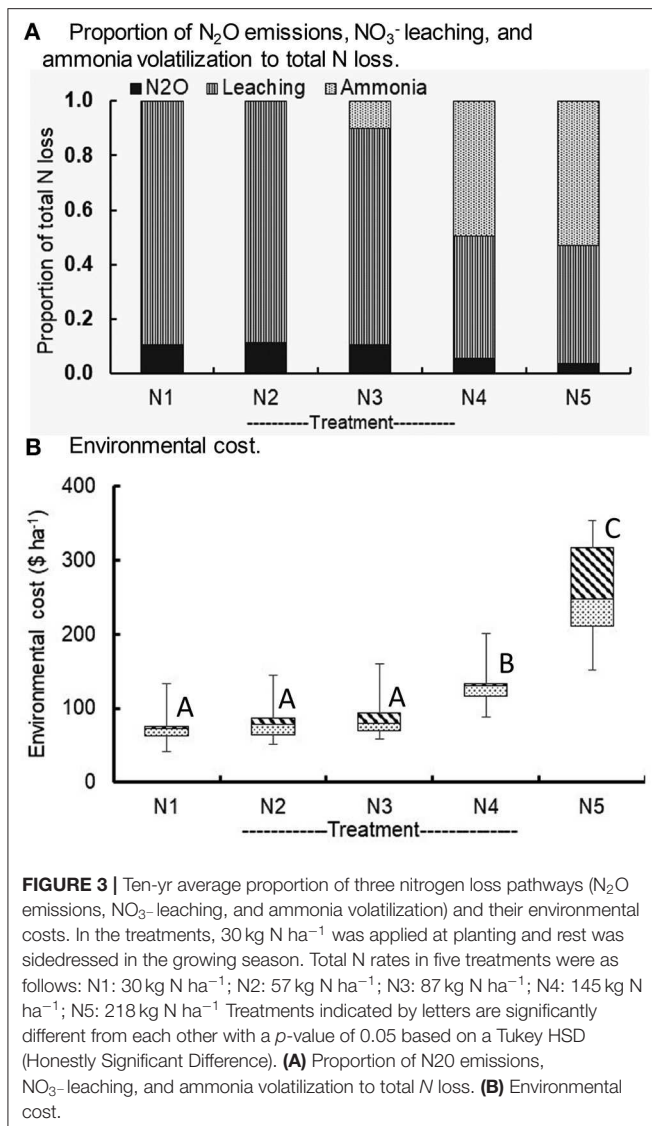 A Proportion of N₂O emissions, NO₃⁻ leaching, and
ammonia volatilization to total N loss.
N2O Leaching Ammonia
1.0
0.8
0.6
0.4
0.2
0.0
Proportion of total N loss
N1 N2 N3 N4 N5
----------Treatment----------
B Environmental cost.
400
300
200
100
0
Environmental cost ($ ha⁻¹)
A A A B C
N1 N2 N3 N4 N5
------------Treatment-------------
FIGURE 3 | Ten-yr average proportion of three nitrogen loss pathways (N₂O
emissions, NO₃₋ leaching, and ammonia volatilization) and their environmental
costs. In the treatments, 30 kg N ha⁻¹ was applied at planting and rest was
sidedressed in the growing season. Total N rates in five treatments were as
follows: N1: 30 kg N ha⁻¹; N2: 57 kg N ha⁻¹; N3: 87 kg N ha⁻¹; N4: 145 kg N
ha⁻¹; N5: 218 kg N ha⁻¹ Treatments indicated by letters are significantly
different from each other with a p-value of 0.05 based on a Tukey HSD
(Honestly Significant Difference). (A) Proportion of N20 emissions,
NO₃₋ leaching, and ammonia volatilization to total N loss. (B) Environmental
cost.